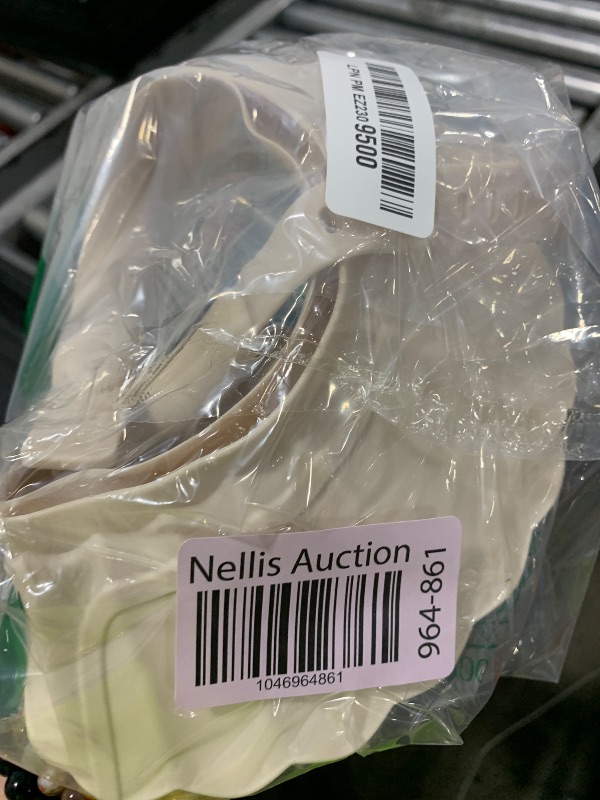 LPN PM EZ230 9500
Nellis Auction
1046964861
964-861